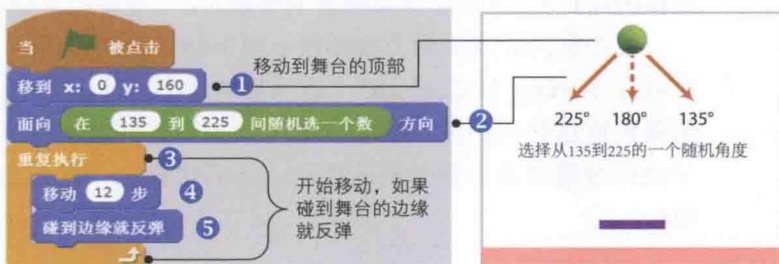 当 被点击
移到 x: 0 y: 160
1
移动到舞台的顶部
面向 在 135 到 225 间随机选一个数 方向
2
重复执行
3
移动 12 步
4
碰到边缘就反弹
5
开始移动，如果
碰到舞台的边缘
就反弹
225° 180° 135°
选择从135到225的一个随机角度